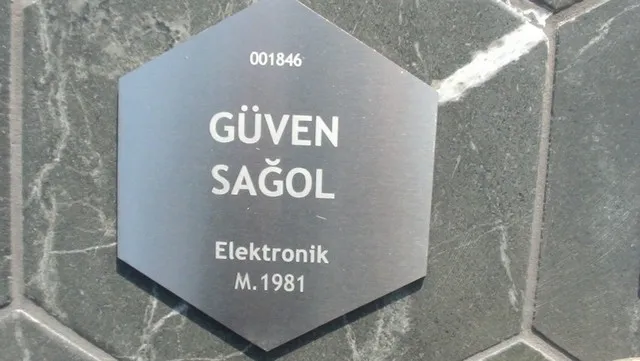 001846
GÜVEN
SAĞOL
Elektronik
M.1981